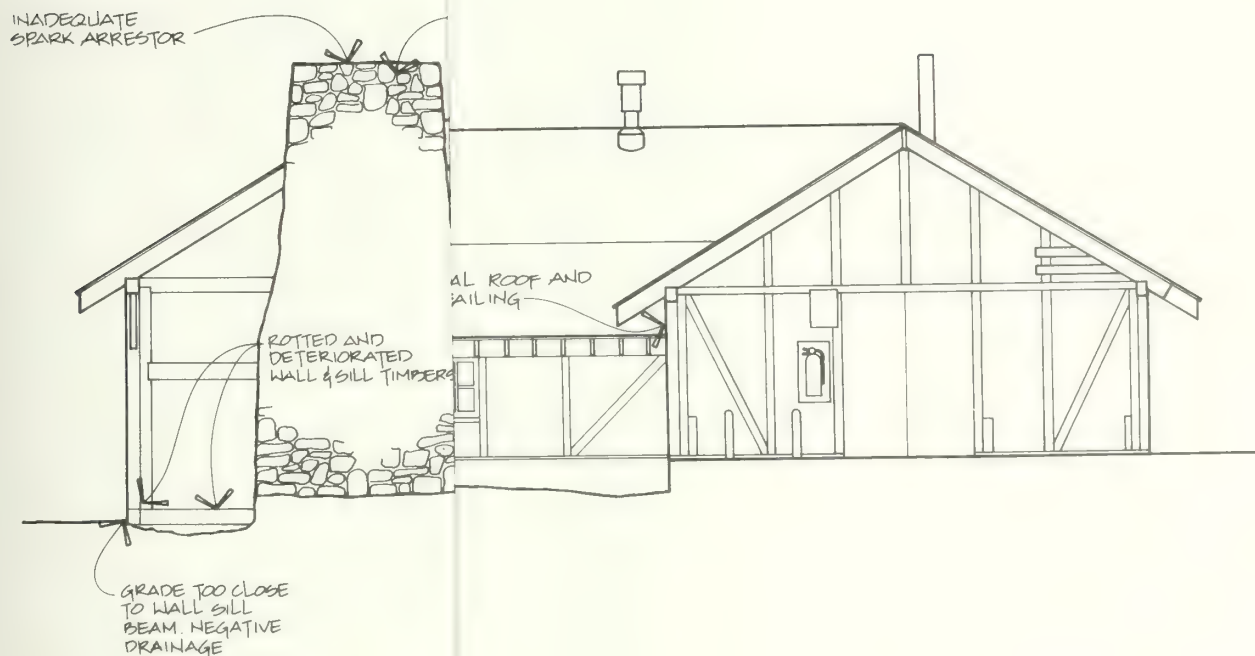 INADEQUATE
SPARK ARRESTOR
AL ROOF AND
AILING
ROTTED AND
DETERIORATED
WALL & SILL TIMBERS
GRADE TOO CLOSE
TO WALL SILL
BEAM. NEGATIVE
DRAINAGE